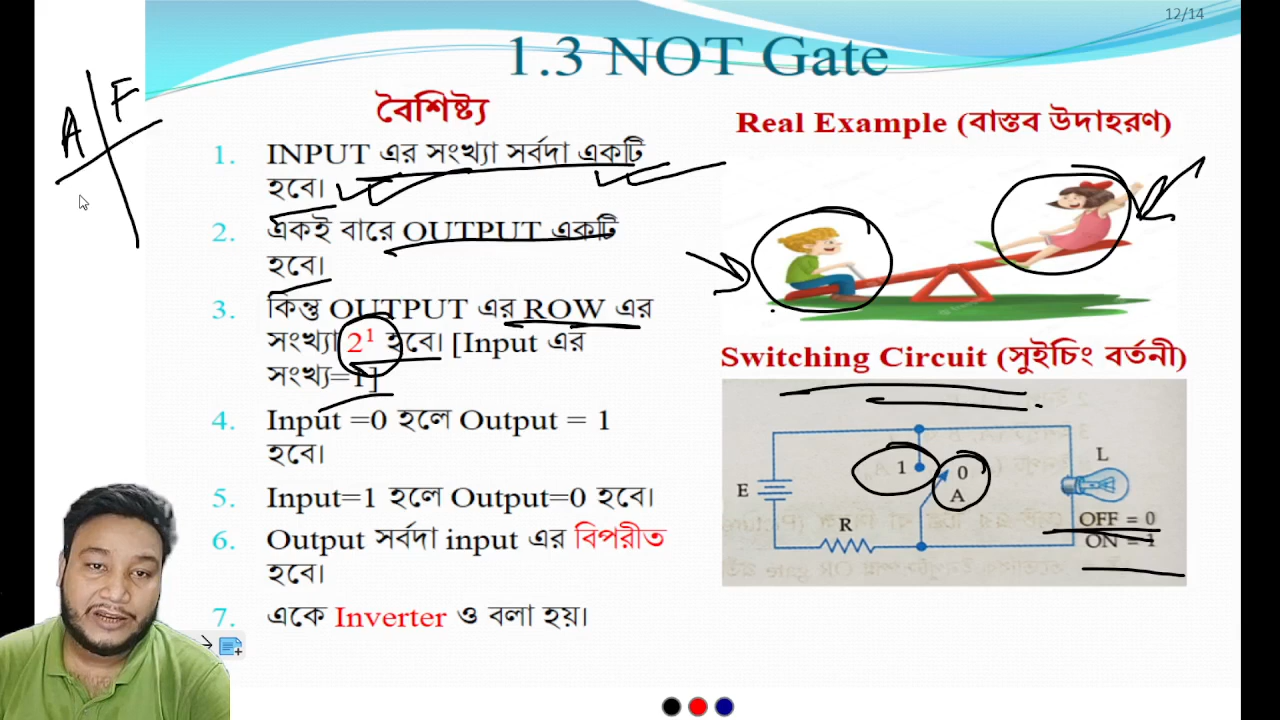 12/14
1.3 NOT Gate
A F
বৈশিষ্ট্য
1. INPUT এর সংখ্যা সর্বদা একটি
হবে।
2. একই বারে OUTPUT একটি
হবে।
3. কিন্তু OUTPUT এর ROW এর
সংখ্যা 2¹ হবে। [Input এর
সংখ্য=1]
4. Input =0 হলে Output = 1
হবে।
5. Input=1 হলে Output=0 হবে।
6. Output সর্বদা input এর বিপরীত
হবে।
7. একে Inverter ও বলা হয়।
Real Example (বাস্তব উদাহরণ)
Switching Circuit (সুইচিং বর্তনী)
E
1
0
A
R
L
OFF = 0
ON = 1